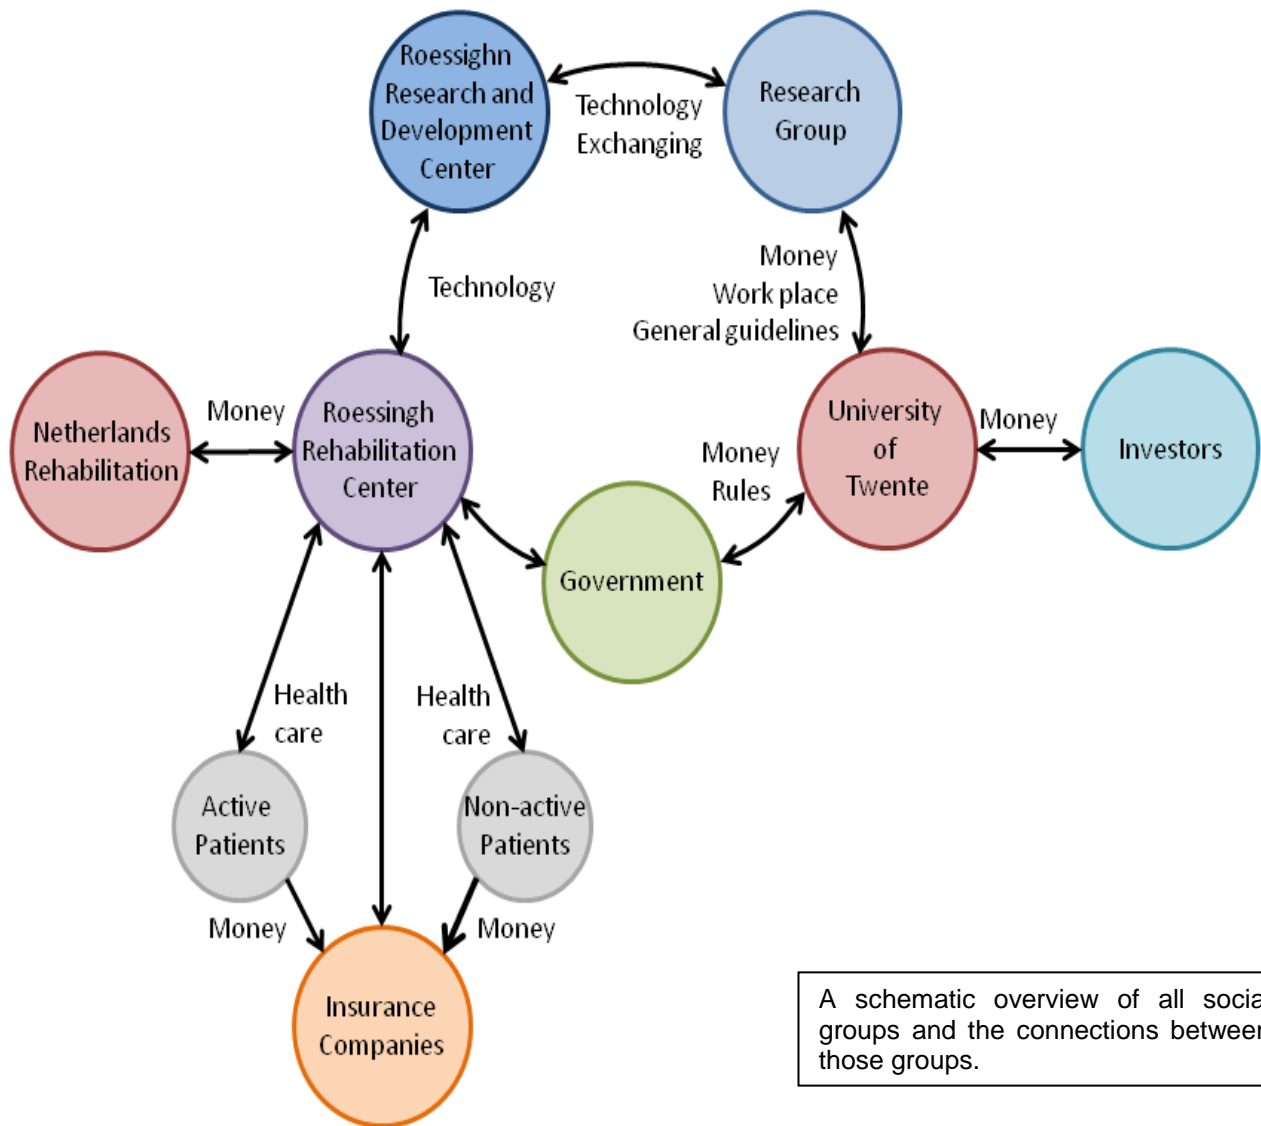 Roessighn
Research and
Development
Center
Technology
Exchanging
Research
Group
Technology
Money
Work place
General guidelines
Netherlands
Rehabilitation
Money
Roessingh
Rehabilitation
Center
Money
Rules
University
of
Twente
Money
Investors
Government
Health
care
Health
care
Active
Patients
Non-active
Patients
Money
Money
Insurance
Companies
A schematic overview of all social
groups and the connections between
those groups.